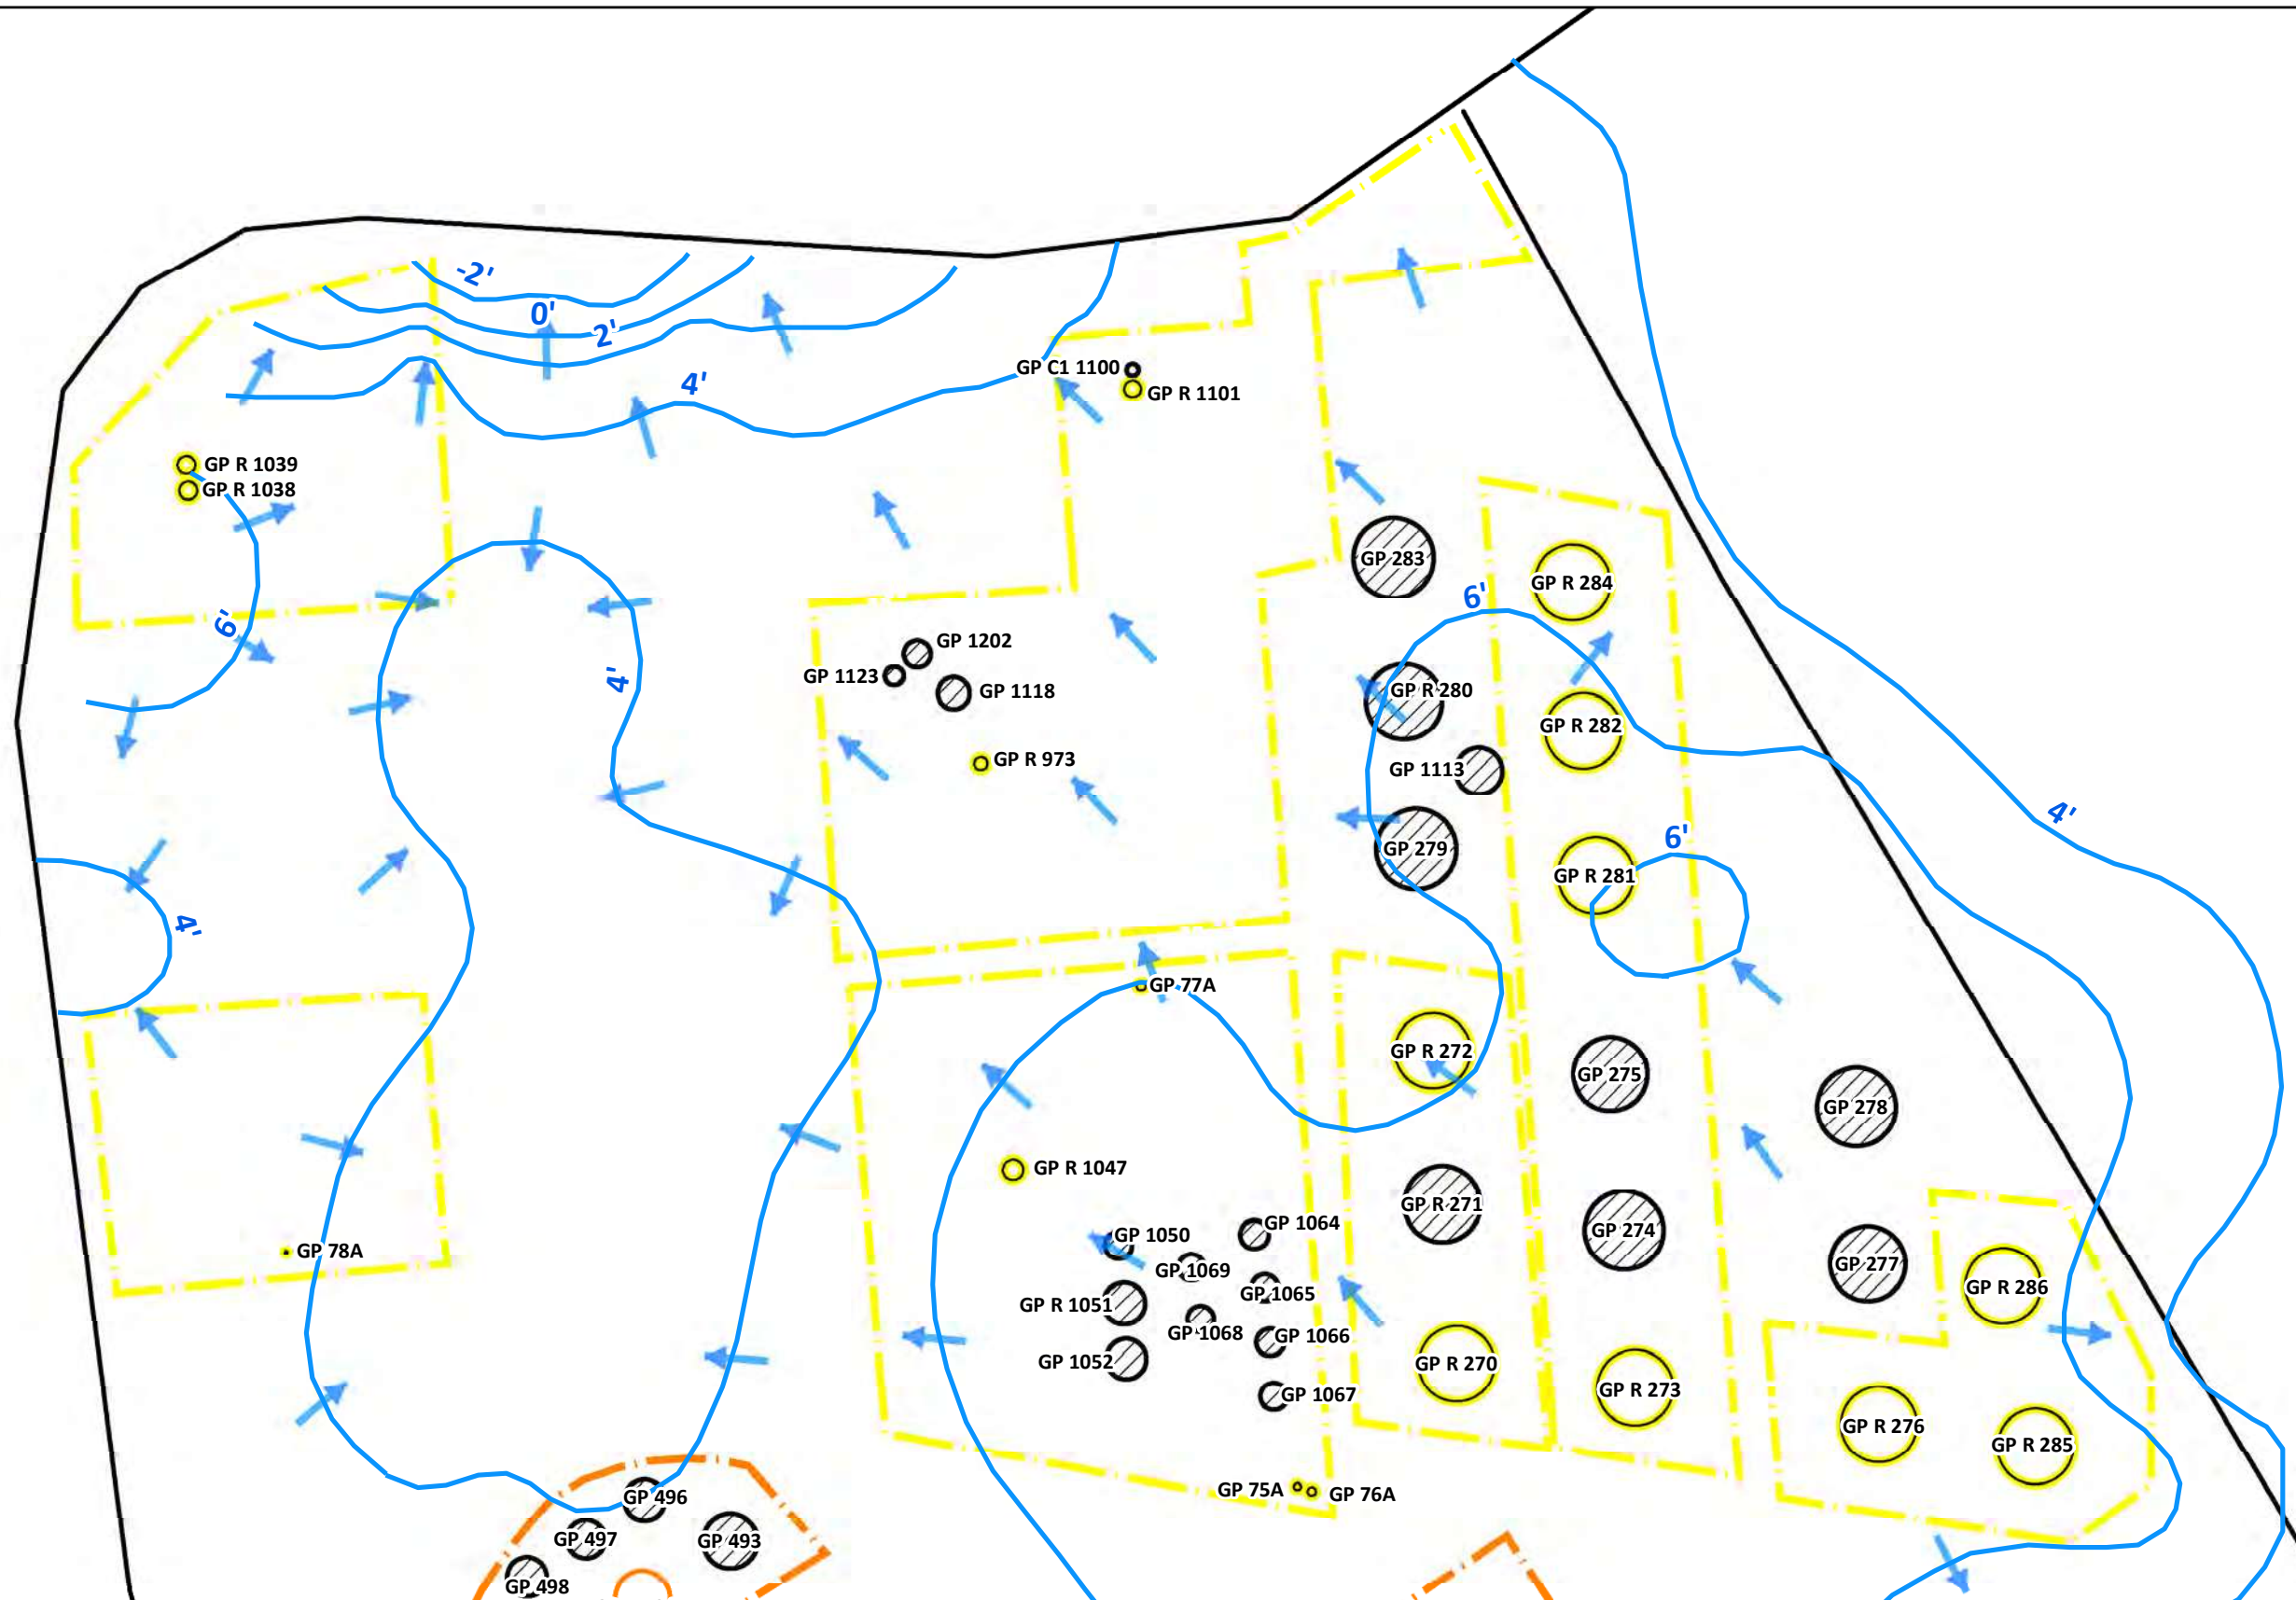 -2'
0'
2'
GP C1 1100
4'
GP R 1101
GP R 1039
GP R 1038
GP 283
GP R 284
6'
6'
GP 1202
GP 1123
4'
GP 1118
GP R 280
GP R 282
GP R 973
GP 1113
4'
6'
GP 279
GP R 281
4'
GP 77A
GP R 272
GP 275
GP 278
GP R 1047
GP R 271
GP 1064
GP 274
GP 1050
GP 78A
GP 1069
GP 277
GP R 286
GP 1065
GP R 1051
GP 1068
GP 1066
GP 1052
GP R 270
GP R 273
GP 1067
GP R 276
GP R 285
GP 75A
GP 76A
GP 496
GP 497
GP 493
GP 498